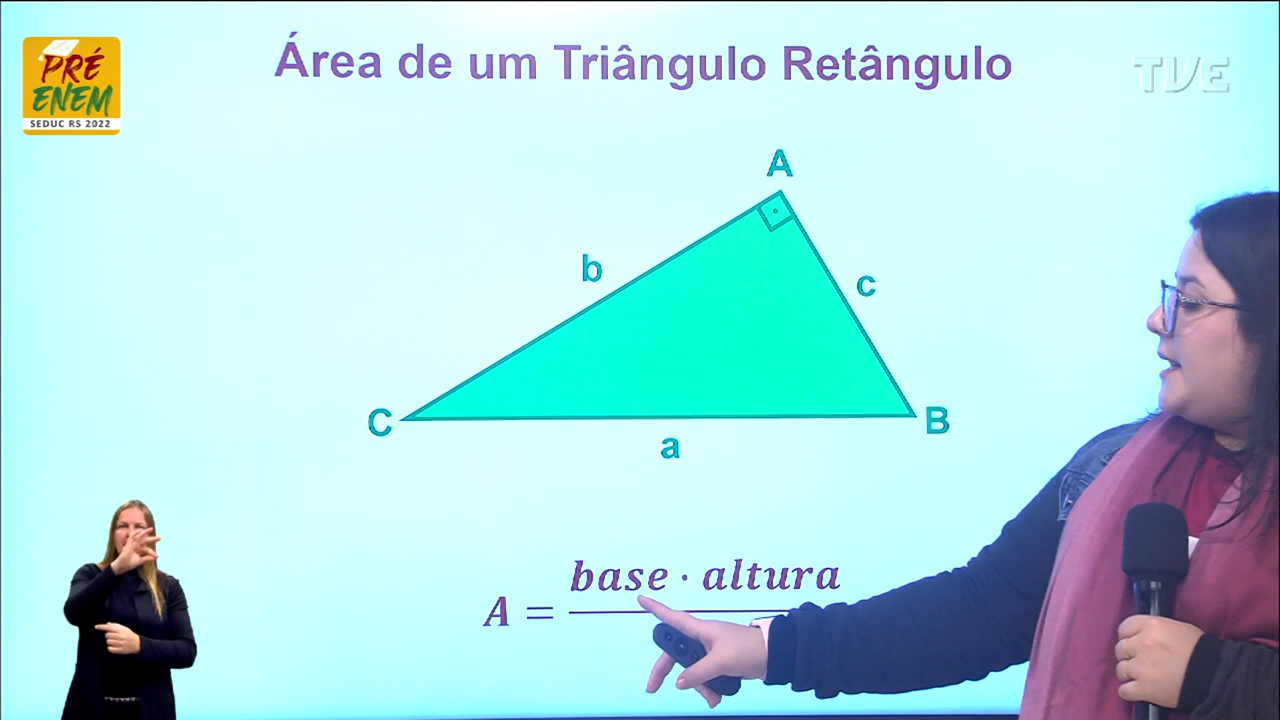 Área de um Triângulo Retângulo
PRÉ
ENEM
SEDUC RS 2022
TVE
A
b
c
C
B
a
base · altura
A =